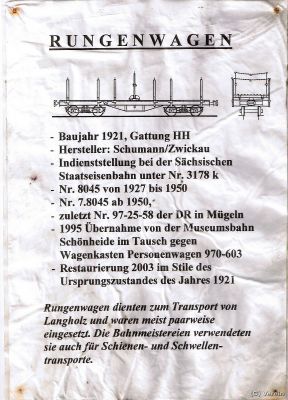 RUNGENWAGEN
- Baujahr 1921, Gattung HH
- Hersteller: Schumann/Zwickau
- Indienststellung bei der Sächsischen
Staatseisenbahn unter Nr. 3178 k
- Nr. 8045 von 1927 bis 1950
- Nr. 7.8045 ab 1950,
- zuletzt Nr. 97-25-58 der DR in Mügeln
- 1995 Übernahme von der Museumsbahn
Schönheide im Tausch gegen
Wagenkasten Personenwagen 970-603
- Restaurierung 2003 im Stile des
Ursprungszustandes des Jahres 1921
Rungenwagen dienten zum Transport von
Langholz und waren meist paarweise
eingesetzt. Die Bahnmeistereien verwendeten
sie auch für Schienen- und Schwellen-
transporte.